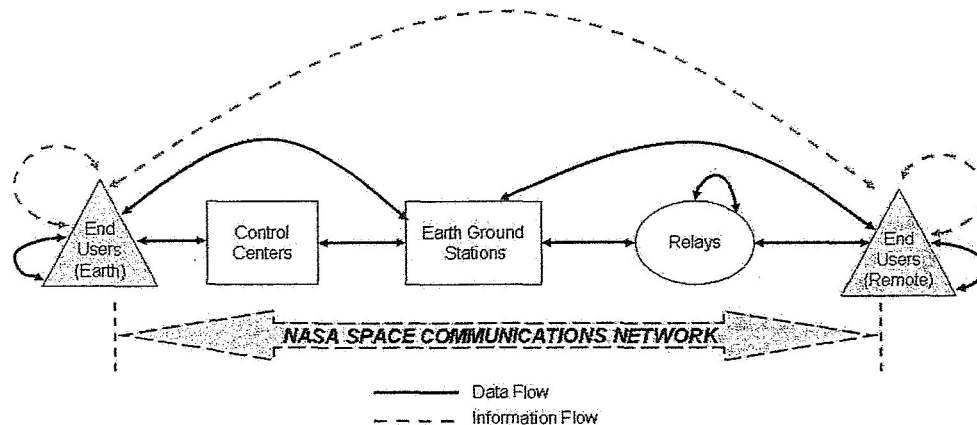 End
Users
(Earth)
Control
Centers
Earth Ground
Stations
Relays
End
Users
(Remote)
NASA SPACE COMMUNICATIONS NETWORK
Data Flow
Information Flow